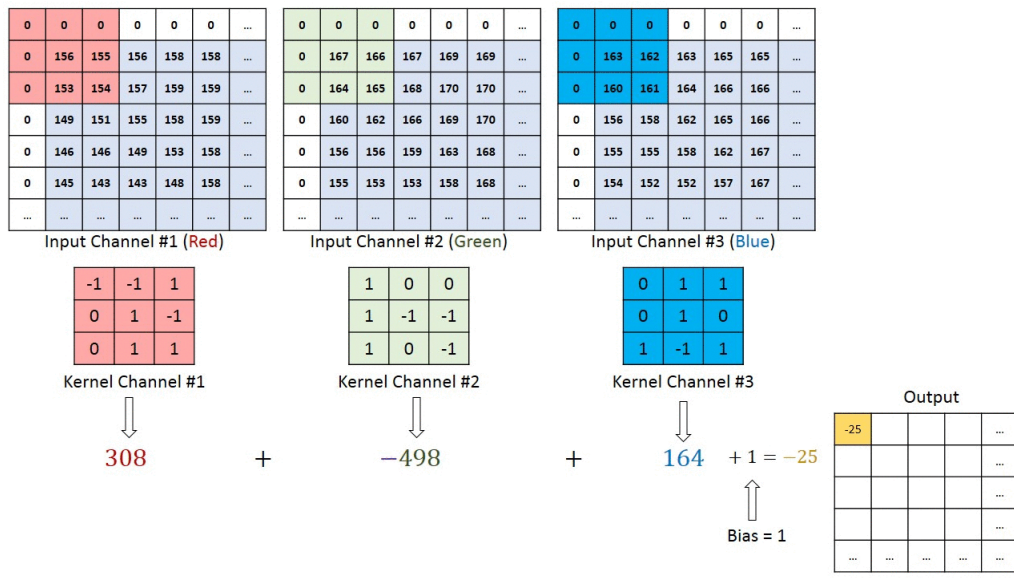 0 0 0 0 0 0 ... 0 0 0 0 0 0 ... 0 0 0 0 0 0 ...
0 156 155 156 158 158 ... 0 167 166 167 169 169 ... 0 163 162 163 165 165 ...
0 153 154 157 159 159 ... 0 164 165 168 170 170 ... 0 160 161 164 166 166 ...
0 149 151 155 158 159 ... 0 160 162 166 169 170 ... 0 156 158 162 165 166 ...
0 146 146 149 153 158 ... 0 156 156 159 163 168 ... 0 155 155 158 162 167 ...
0 145 143 143 148 158 ... 0 155 153 153 158 168 ... 0 154 152 152 157 167 ...
... ... ... ... ... ... ... ... ... ... ... ... ... ... ... ... ... ... ... ... ...
Input Channel #1 (Red) Input Channel #2 (Green) Input Channel #3 (Blue)
-1 -1 1 1 0 0 0 1 1
0 1 -1 1 -1 -1 0 1 0
0 1 1 1 0 -1 1 -1 1
Kernel Channel #1 Kernel Channel #2 Kernel Channel #3
Output
-25 ...
308 + −498 + 164 + 1 = −25
...
...
...
Bias = 1
... ... ... ... ...